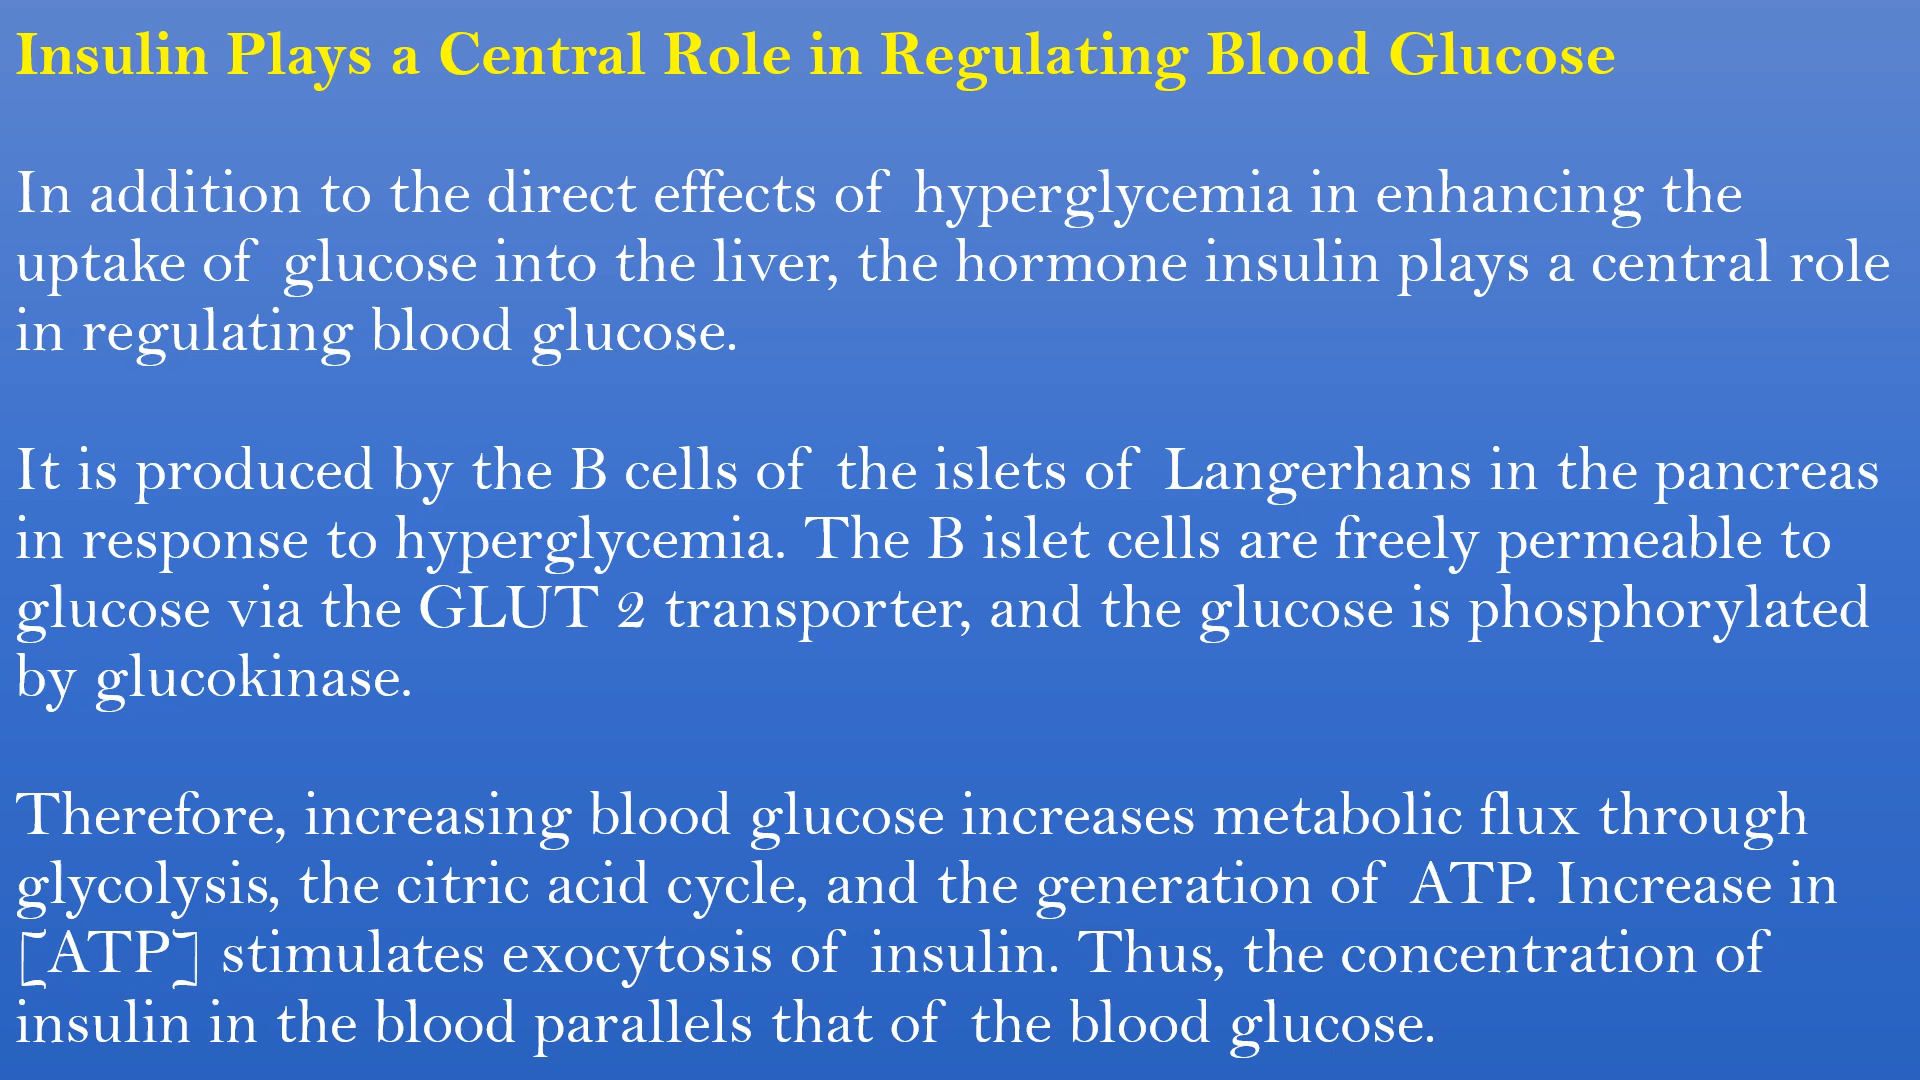 Insulin Plays a Central Role in Regulating Blood Glucose
In addition to the direct effects of hyperglycemia in enhancing the
uptake of glucose into the liver, the hormone insulin plays a central role
in regulating blood glucose.
It is produced by the B cells of the islets of Langerhans in the pancreas
in response to hyperglycemia. The B islet cells are freely permeable to
glucose via the GLUT 2 transporter, and the glucose is phosphorylated
by glucokinase.
Therefore, increasing blood glucose increases metabolic flux through
glycolysis, the citric acid cycle, and the generation of ATP. Increase in
[ATP] stimulates exocytosis of insulin. Thus, the concentration of
insulin in the blood parallels that of the blood glucose.